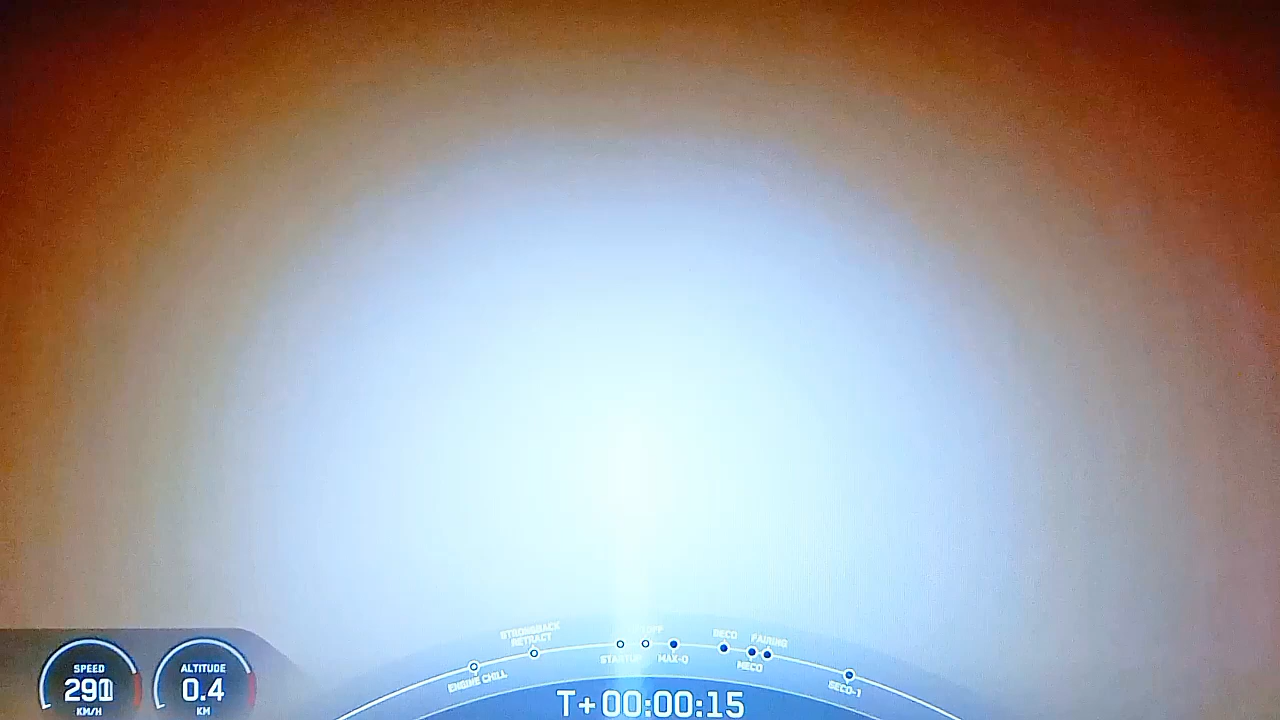 STRONGBACK
RETRACT
BECO
FAIRING
ENGINE CHILL
MAX-Q
MECO
SECO-1
SPEED
KM/H
ALTITUDE
0.4
KM
T+00:00:15